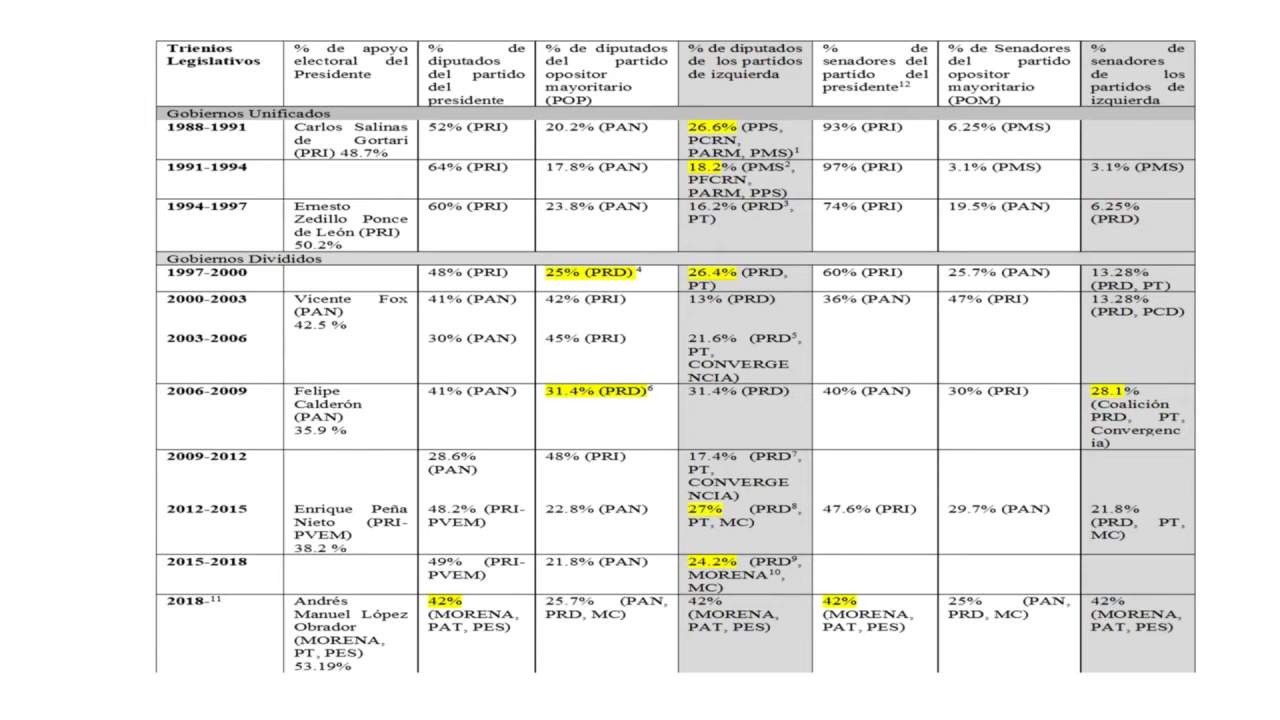 Trienios Legislativos
% de apoyo electoral del Presidente
% de diputados del partido del presidente
% de diputados del partido opositor mayoritario (POP)
% de diputados de los partidos de izquierda
% de senadores del partido del presidente12
% de Senadores del partido opositor mayoritario (POM)
% de senadores de los partidos de izquierda
Gobiernos Unificados
1988-1991
Carlos Salinas de Gortari (PRI) 48.7%
52% (PRI)
20.2% (PAN)
26.6% (PPS, PCRN, PARM, PMS)1
93% (PRI)
6.25% (PMS)
1991-1994
64% (PRI)
17.8% (PAN)
18.2% (PMS2, PFCRN, PARM, PPS)
97% (PRI)
3.1% (PMS)
3.1% (PMS)
1994-1997
Ernesto Zedillo Ponce de León (PRI) 50.2%
60% (PRI)
23.8% (PAN)
16.2% (PRD3, PT)
74% (PRI)
19.5% (PAN)
6.25% (PRD)
Gobiernos Divididos
1997-2000
48% (PRI)
25% (PRD) 4
26.4% (PRD, PT)
60% (PRI)
25.7% (PAN)
13.28% (PRD, PT)
2000-2003
Vicente Fox (PAN) 42.5 %
41% (PAN)
42% (PRI)
13% (PRD)
36% (PAN)
47% (PRI)
13.28% (PRD, PCD)
2003-2006
30% (PAN)
45% (PRI)
21.6% (PRD5, PT, CONVERGENCIA)
2006-2009
Felipe Calderón (PAN) 35.9 %
41% (PAN)
31.4% (PRD)6
31.4% (PRD)
40% (PAN)
30% (PRI)
28.1% (Coalición PRD, PT, Convergencia)
2009-2012
28.6% (PAN)
48% (PRI)
17.4% (PRD7, PT, CONVERGENCIA)
2012-2015
Enrique Peña Nieto (PRI-PVEM) 38.2 %
48.2% (PRI-PVEM)
22.8% (PAN)
27% (PRD8, PT, MC)
47.6% (PRI)
29.7% (PAN)
21.8% (PRD, PT, MC)
2015-2018
49% (PRI-PVEM)
21.8% (PAN)
24.2% (PRD9, MORENA10, MC)
2018-11
Andrés Manuel López Obrador (MORENA, PT, PES) 53.19%
42% (MORENA, PAT, PES)
25.7% (PAN, PRD, MC)
42% (MORENA, PAT, PES)
42% (MORENA, PAT, PES)
25% (PAN, PRD, MC)
42% (MORENA, PAT, PES)